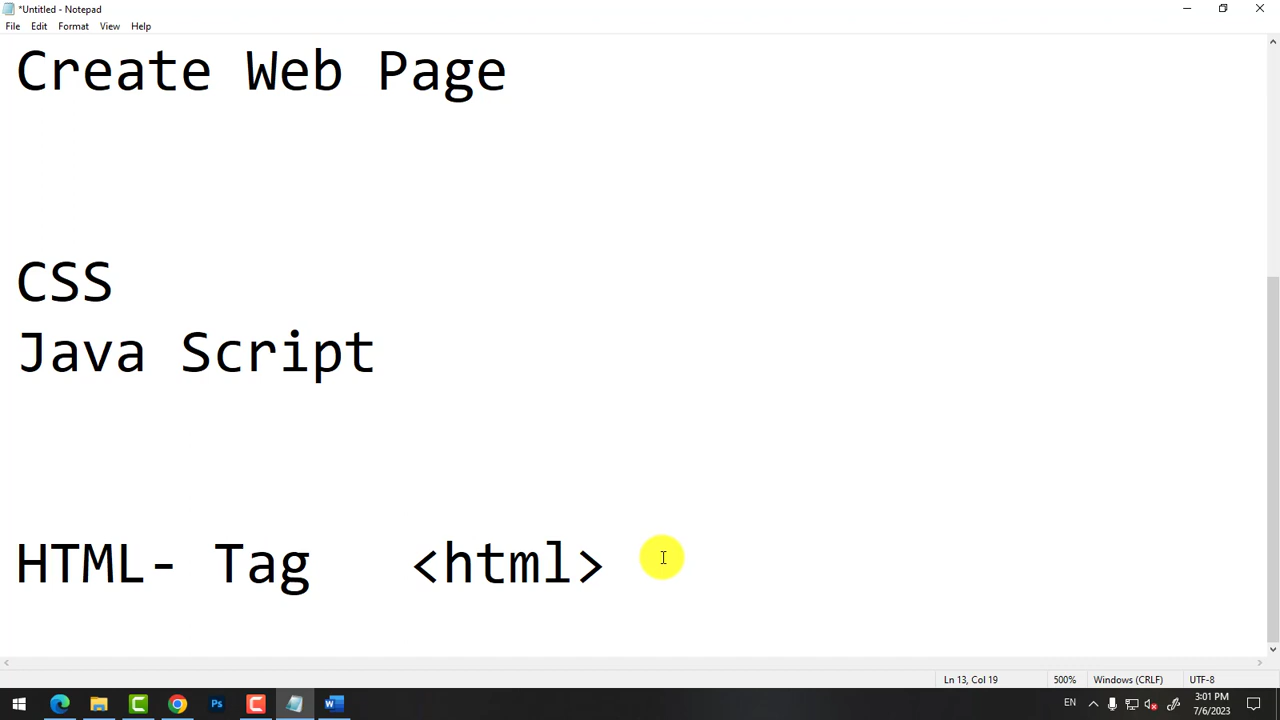 *Untitled - Notepad
File Edit Format View Help
Create Web Page
CSS
Java Script
HTML- Tag <html>
Ln 13, Col 19 500% Windows (CRLF) UTF-8
Ps W EN 3:01 PM
7/6/2023